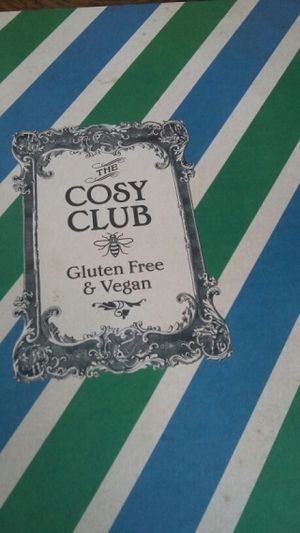 THE
COSY
CLUB
Gluten Free
& Vegan